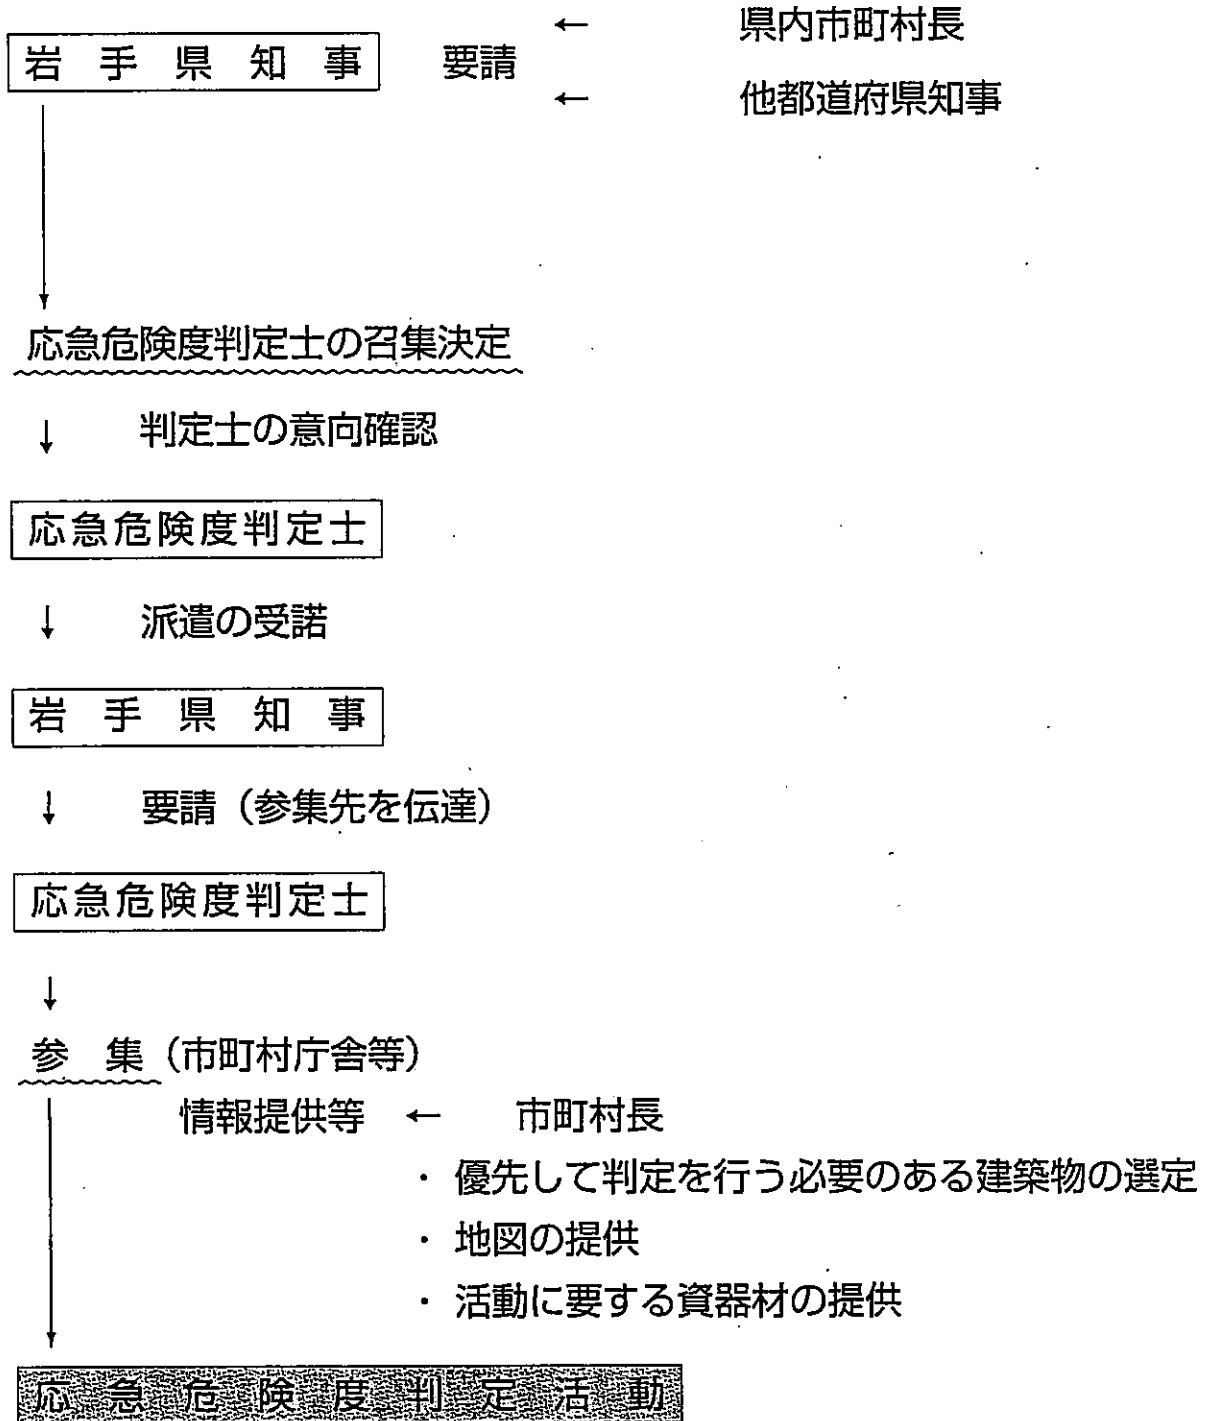 ← 県内市町村長
岩手県知事 要請
← 他都道府県知事
応急危険度判定士の召集決定
↓ 判定士の意向確認
応急危険度判定士
↓ 派遣の受諾
岩手県知事
↓ 要請（参集先を伝達）
応急危険度判定士
↓
参集（市町村庁舎等）
情報提供等 ← 市町村長
・優先して判定を行う必要のある建築物の選定
・地図の提供
・活動に要する資器材の提供
応急危険度判定活動